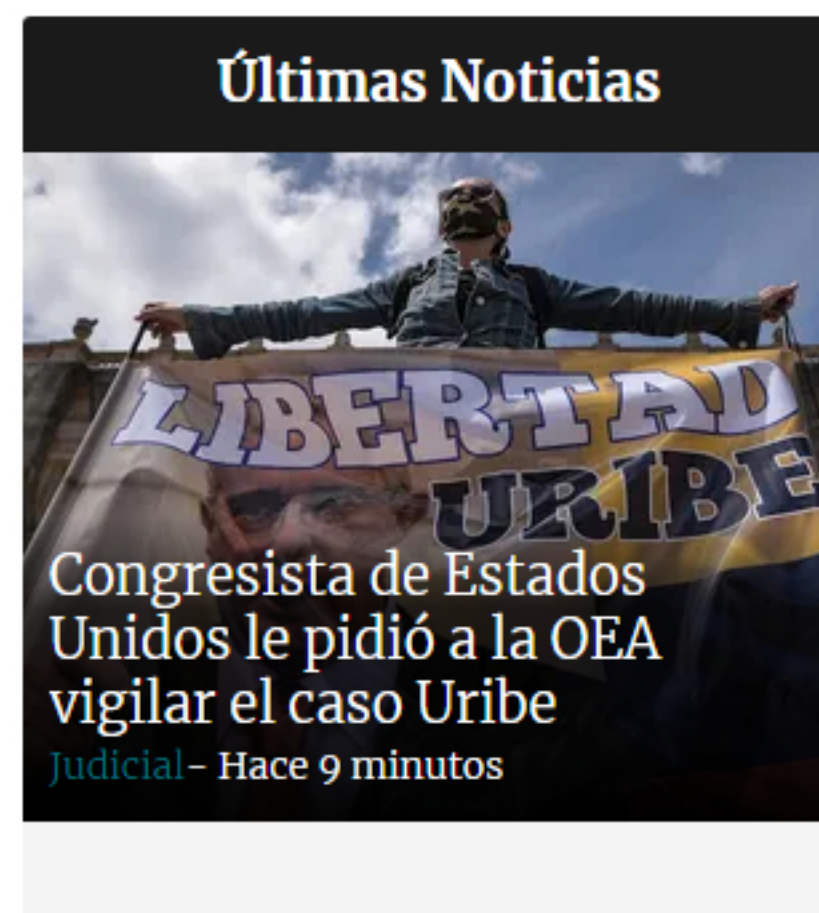 Últimas Noticias
LIBERTAD
URIBE
Congresista de Estados
Unidos le pidió a la OEA
vigilar el caso Uribe
Judicial- Hace 9 minutos